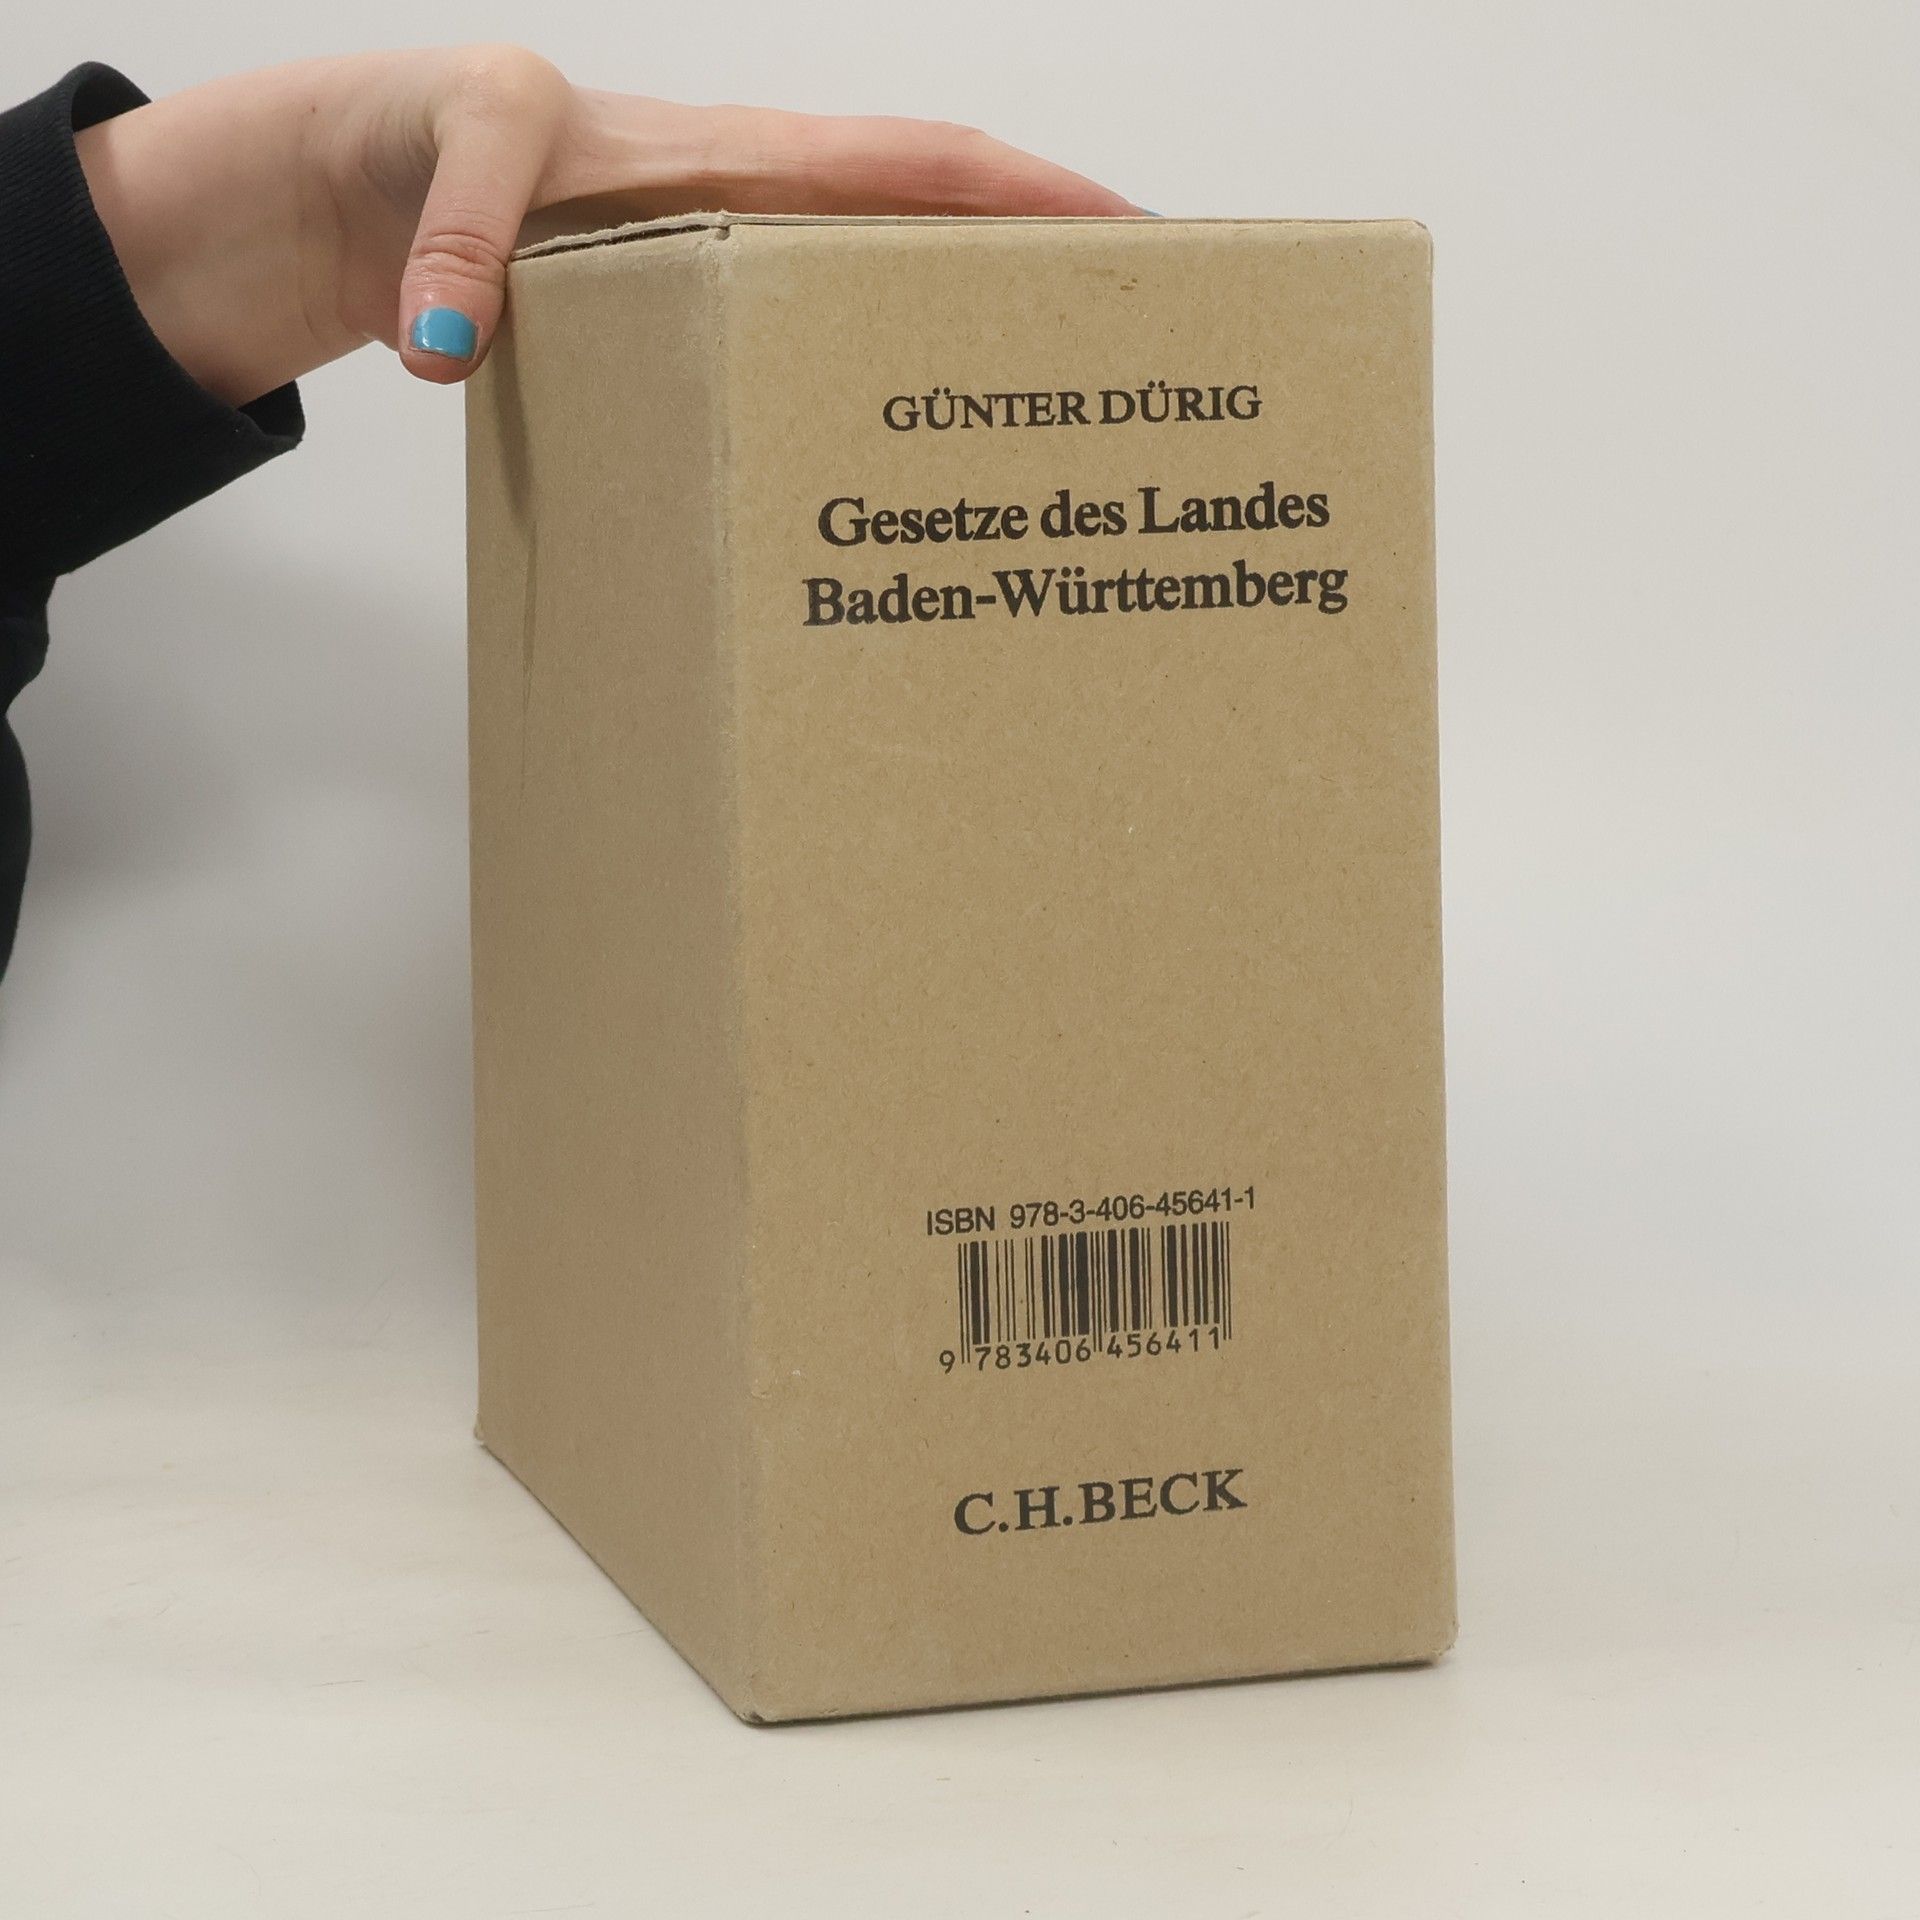 GÜNTER DÜRIG
Gesetze des Landes
Baden-Württemberg
ISBN 978-3-406-45641-1
9 783406 456411
C.H.BECK